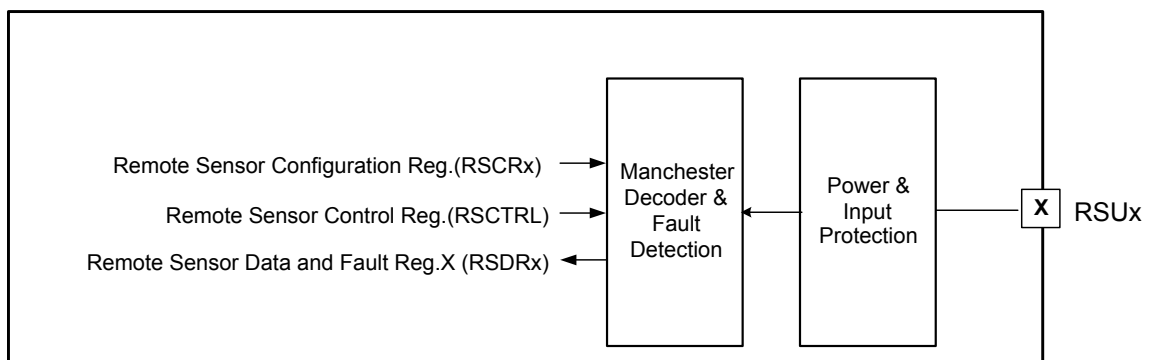 Remote Sensor Configuration Reg.(RSCRx)
Remote Sensor Control Reg.(RSCTRL)
Remote Sensor Data and Fault Reg.X (RSDRx)
Manchester
Decoder &
Fault
Detection
Power &
Input
Protection
X
RSUx